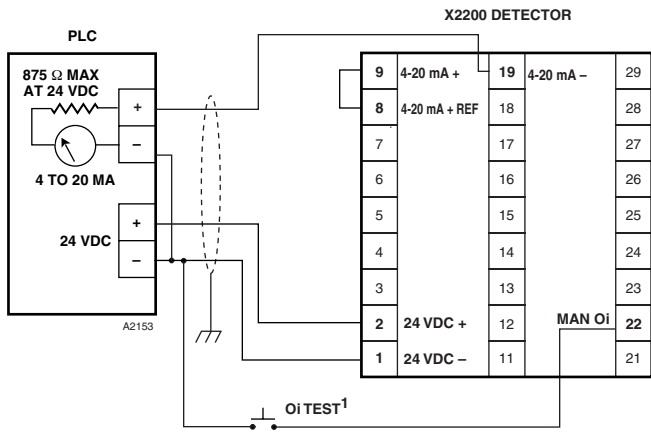 X2200 DETECTOR
PLC
875 Ω MAX
AT 24 VDC
+
−
4 TO 20 MA
+
24 VDC
−
A2153
9 4-20 mA + 19 4-20 mA − 29
8 4-20 mA + REF 18 28
7 17 27
6 16 26
5 15 25
4 14 24
3 13 23
2 24 VDC + 12 MAN Oi 22
1 24 VDC − 11 21
Oi TEST1